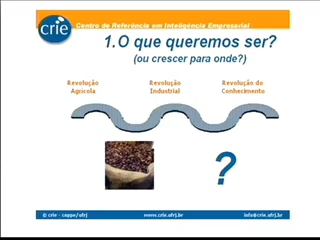 crie
Centro de Referência em Inteligência Empresarial
1.O que queremos ser?
(ou crescer para onde?)
Revolução Agrícola
Revolução Industrial
Revolução do Conhecimento
?
© crie - coppe/ufrj
www.crie.ufrj.br
info@crie.ufrj.br